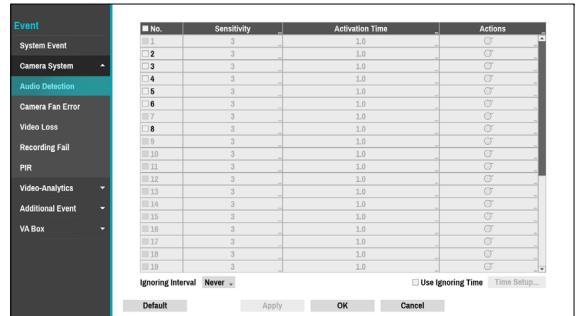 Event
System Event
Camera System
Audio Detection
Camera Fan Error
Video Loss
Recording Fail
PIR
Video-Analytics
Additional Event
VA Box
No. Sensitivity Activation Time Actions
1 3 1.0
2 3 1.0
3 3 1.0
4 3 1.0
5 3 1.0
6 3 1.0
7 3 1.0
8 3 1.0
9 3 1.0
10 3 1.0
11 3 1.0
12 3 1.0
13 3 1.0
14 3 1.0
15 3 1.0
16 3 1.0
17 3 1.0
18 3 1.0
19 3 1.0
Ignoring Interval Never Use Ignoring Time Time Setup...
Default Apply OK Cancel